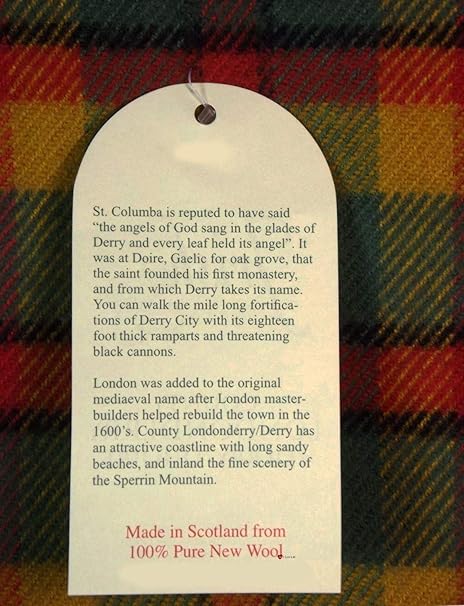 St. Columba is reputed to have said
“the angels of God sang in the glades of
Derry and every leaf held its angel”. It
was at Doire, Gaelic for oak grove, that
the saint founded his first monastery,
and from which Derry takes its name.
You can walk the mile long fortifica-
tions of Derry City with its eighteen
foot thick ramparts and threatening
black cannons.
London was added to the original
mediaeval name after London master-
builders helped rebuild the town in the
1600’s. County Londonderry/Derry has
an attractive coastline with long sandy
beaches, and inland the fine scenery of
the Sperrin Mountain.
Made in Scotland from
100% Pure New Wool